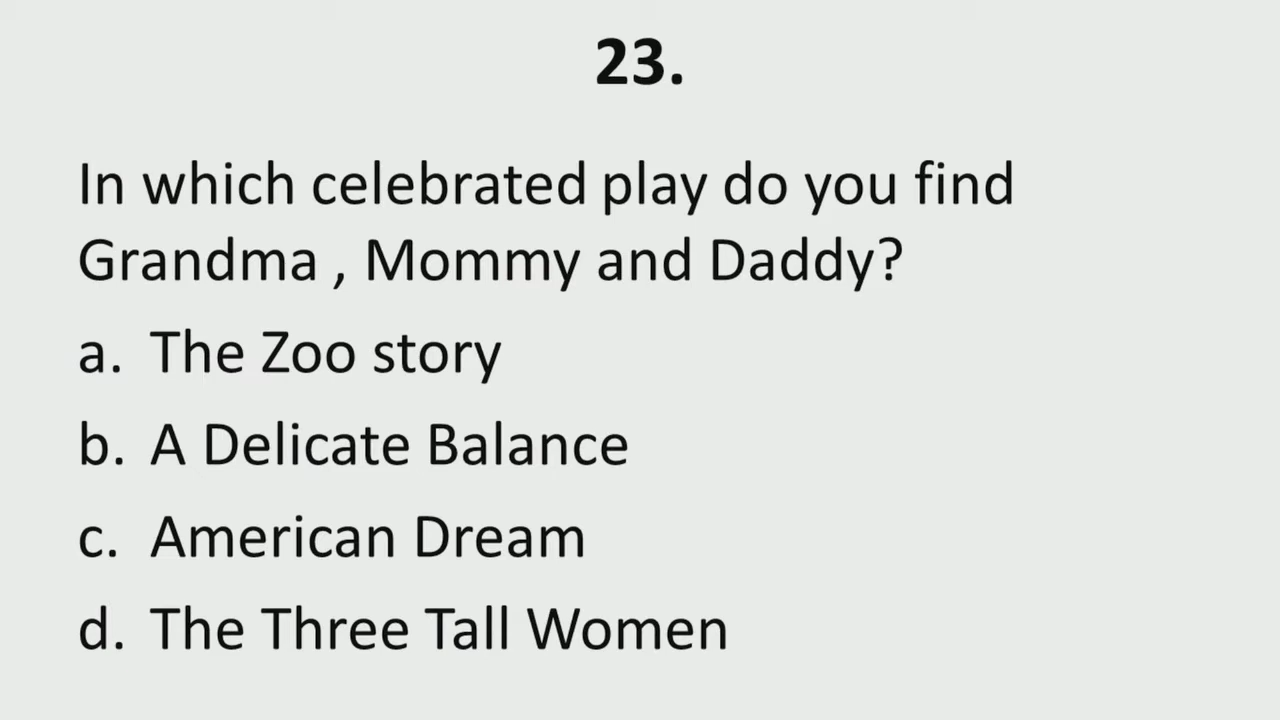 23.
In which celebrated play do you find
Grandma , Mommy and Daddy?
a. The Zoo story
b. A Delicate Balance
c. American Dream
d. The Three Tall Women